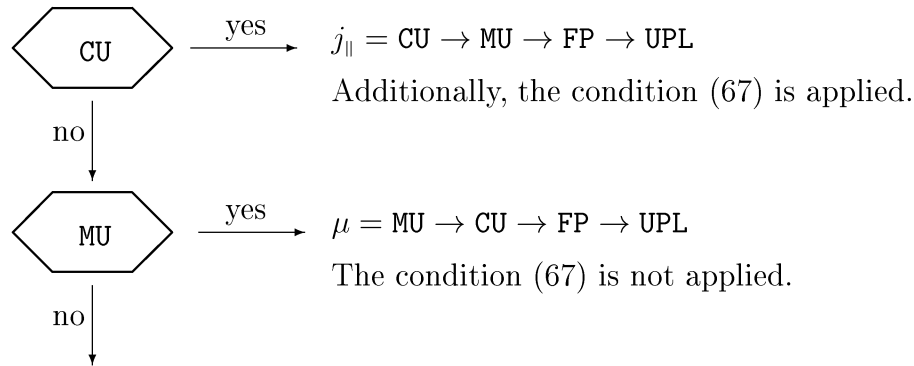 CU yes j∥ = CU → MU → FP → UPL
Additionally, the condition (67) is applied.
no
MU yes μ = MU → CU → FP → UPL
The condition (67) is not applied.
no